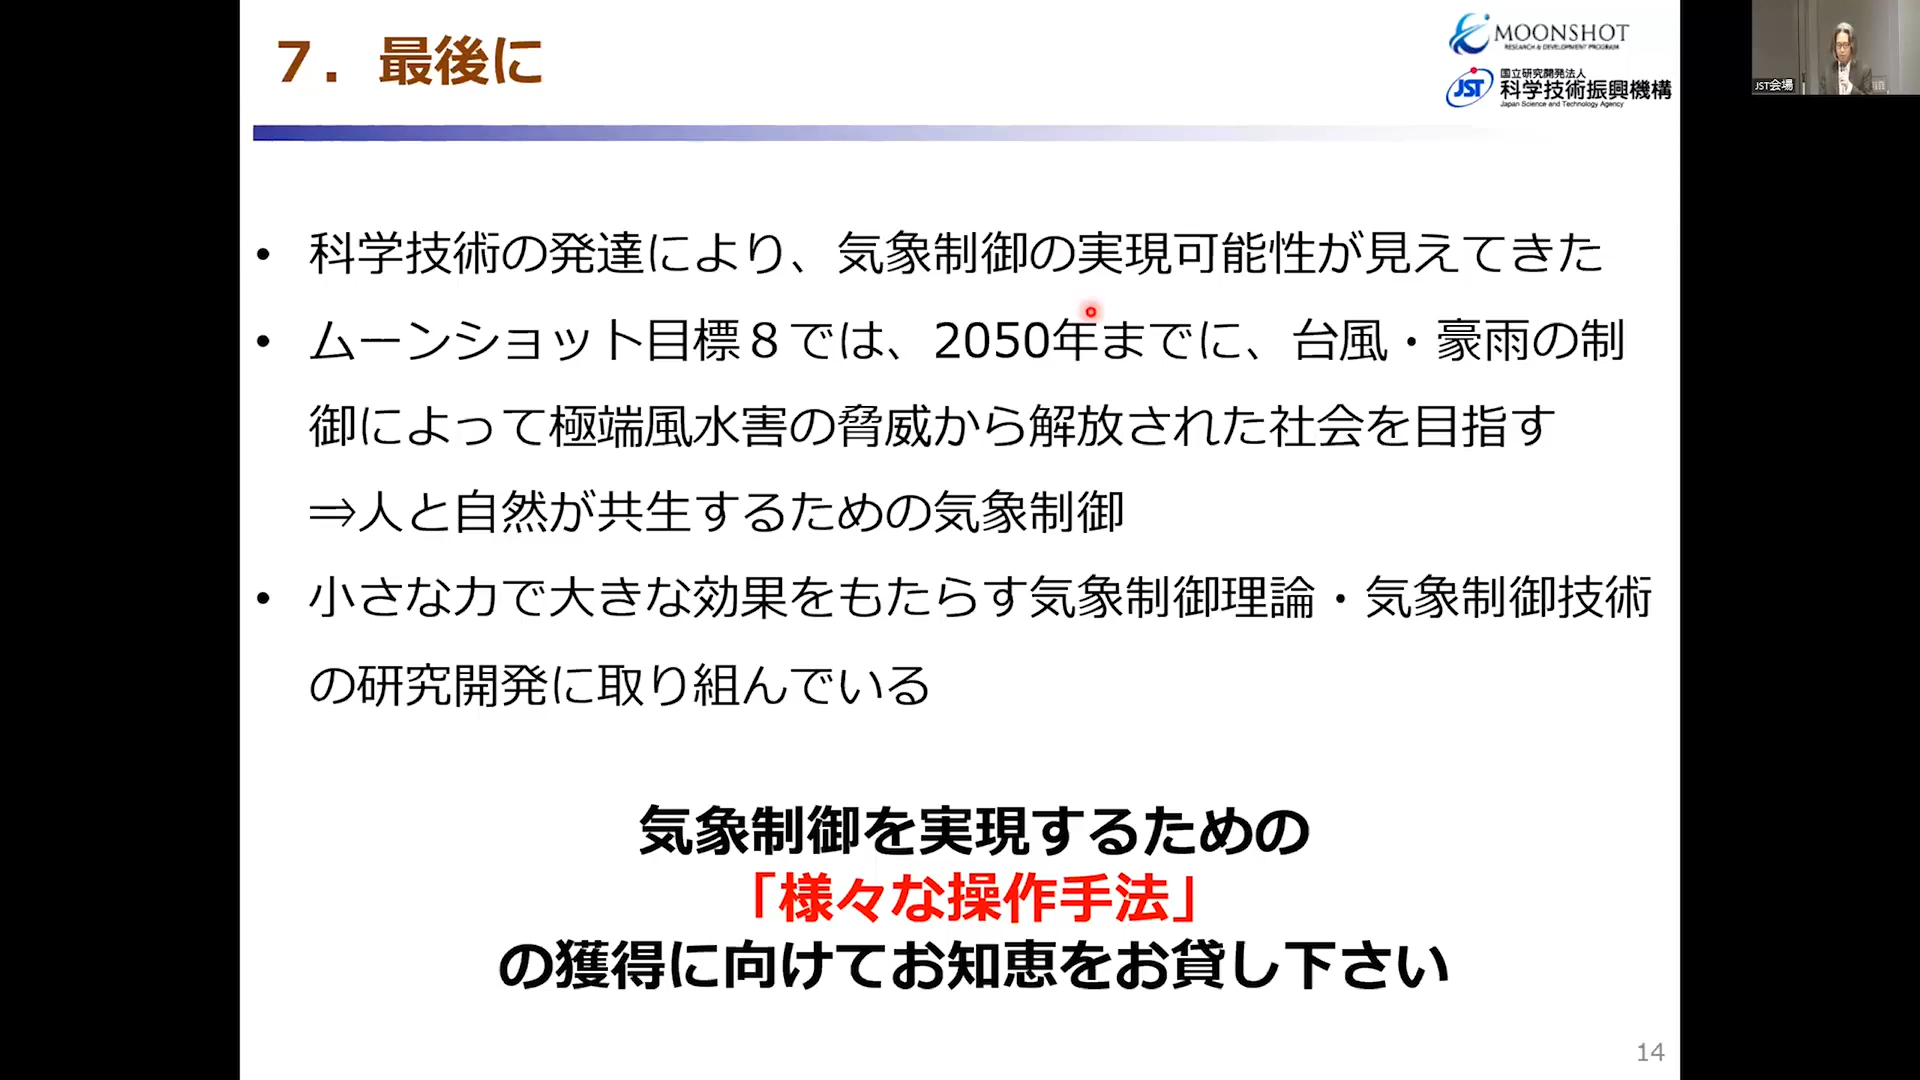 ７．最後に
MOONSHOT
RESEARCH & DEVELOPMENT PROGRAM
JST
国立研究開発法人
科学技術振興機構
Japan Science and Technology Agency
JST会場
• 科学技術の発達により、気象制御の実現可能性が見えてきた
• ムーンショット目標８では、2050年までに、台風・豪雨の制
御によって極端風水害の脅威から解放された社会を目指す
⇒人と自然が共生するための気象制御
• 小さな力で大きな効果をもたらす気象制御理論・気象制御技術
の研究開発に取り組んでいる
気象制御を実現するための
「様々な操作手法」
の獲得に向けてお知恵をお貸し下さい
14